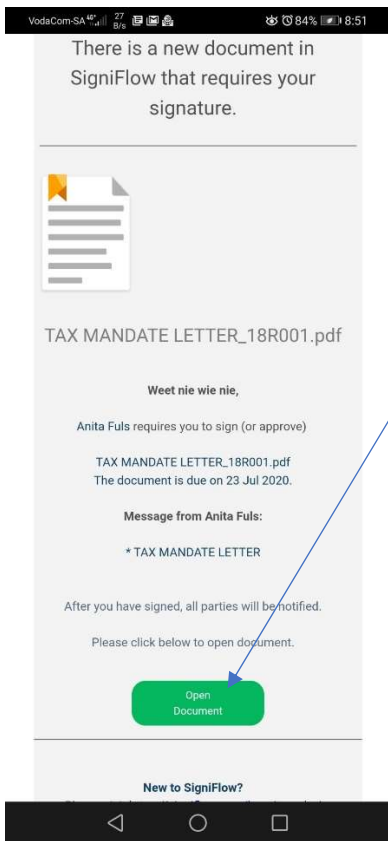 VodaCom-SA 4G+ 27 B/s 84% 8:51
There is a new document in
SigniFlow that requires your
signature.
TAX MANDATE LETTER_18R001.pdf
Weet nie wie nie,
Anita Fuls requires you to sign (or approve)
TAX MANDATE LETTER_18R001.pdf
The document is due on 23 Jul 2020.
Message from Anita Fuls:
* TAX MANDATE LETTER
After you have signed, all parties will be notified.
Please click below to open document.
Open
Document
New to SigniFlow?